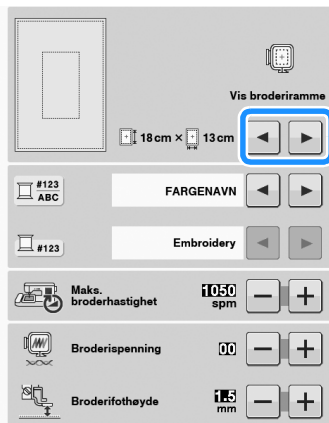 Vis broderiramme
18 cm × 13 cm
#123
ABC
FARGENAVN
#123
Embroidery
Maks.
broderhastighet
1050
spm
Broderispenning
00
Broderifothøyde
1.5
mm